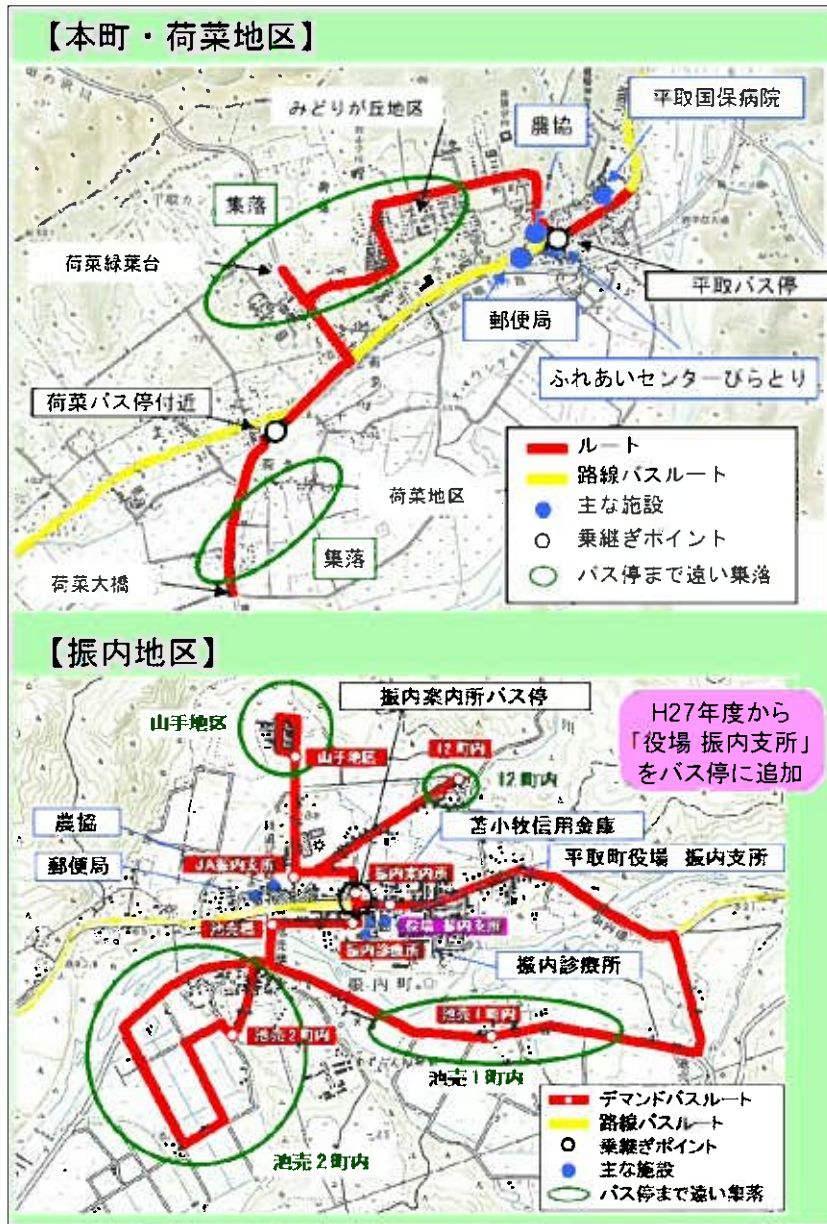 【本町・荷菜地区】
みどりが丘地区
農協
平取国保病院
集落
荷菜緑葉台
平取バス停
郵便局
ふれあいセンターびらとり
荷菜バス停付近
荷菜地区
集落
荷菜大橋
ルート
路線バスルート
主な施設
乗継ぎポイント
バス停まで遠い集落
【振内地区】
振内案内所バス停
H27年度から
「役場 振内支所」
をバス停に追加
山手地区
山手地区
12町内
12町内
農協
苫小牧信用金庫
郵便局
平取町役場 振内支所
JA振内支所
振内案内所
役場 振内支所
振内診療所
振内診療所
振内町
池売1町内
池売2町内
池売1町内
池売2町内
デマンドバスルート
路線バスルート
乗継ぎポイント
主な施設
バス停まで遠い集落